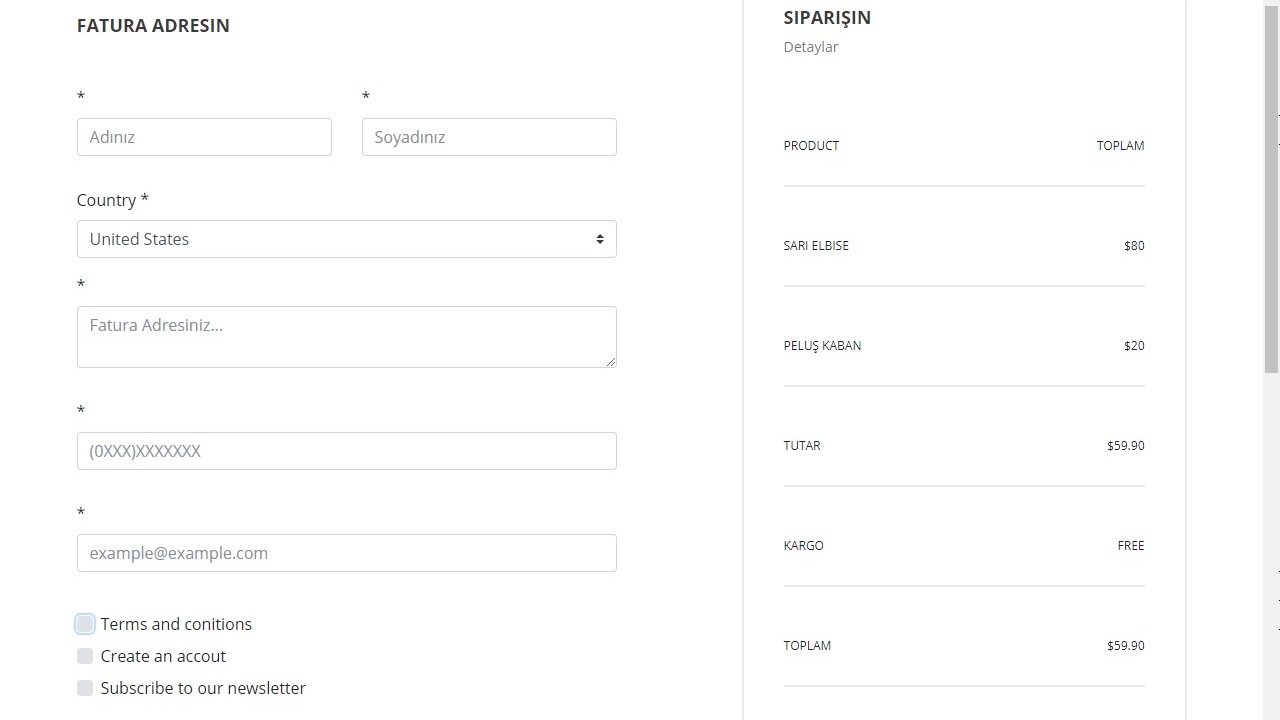 FATURA ADRESIN
*
*
Adınız
Soyadınız
Country *
United States
*
Fatura Adresiniz...
*
(0XXX)XXXXXXX
*
example@example.com
Terms and conitions
Create an accout
Subscribe to our newsletter
SIPARIŞIN
Detaylar
PRODUCT TOPLAM
SARI ELBISE $80
PELUŞ KABAN $20
TUTAR $59.90
KARGO FREE
TOPLAM $59.90